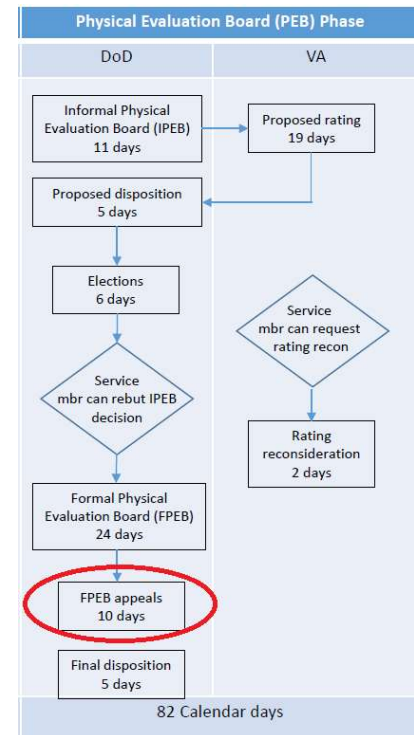 Physical Evaluation Board (PEB) Phase
DoD
VA
Informal Physical
Evaluation Board (IPEB)
11 days
Proposed rating
19 days
Proposed disposition
5 days
Elections
6 days
Service
mbr can rebut IPEB
decision
Service
mbr can request
rating recon
Rating
reconsideration
2 days
Formal Physical
Evaluation Board (FPEB)
24 days
FPEB appeals
10 days
Final disposition
5 days
82 Calendar days